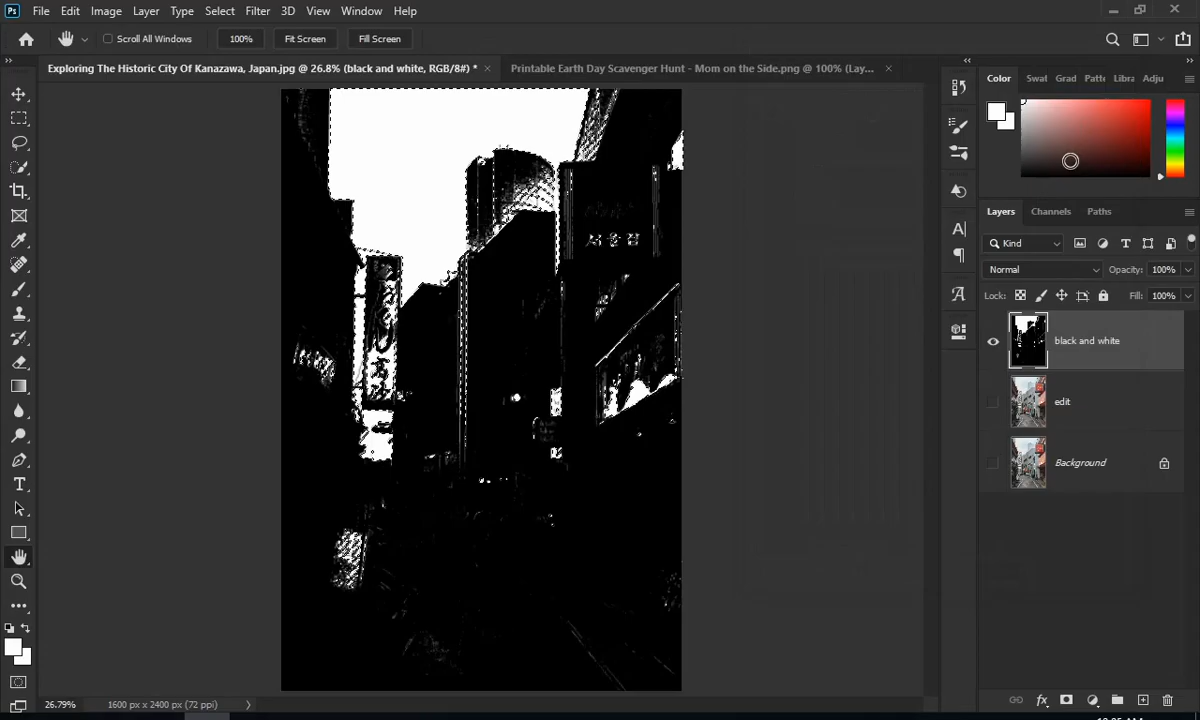 Ps File Edit Image Layer Type Select Filter 3D View Window Help
Scroll All Windows 100% Fit Screen Fill Screen
Exploring The Historic City Of Kanazawa, Japan.jpg @ 26.8% (black and white, RGB/8#) * × Printable Earth Day Scavenger Hunt - Mom on the Side.png @ 100% (Lay... ×
Color Swat Grad Patt Libra Adju
Layers Channels Paths
Kind
Normal Opacity: 100%
Lock: Fill: 100%
black and white
edit
Background
26.79% 1600 px x 2400 px (72 ppi)